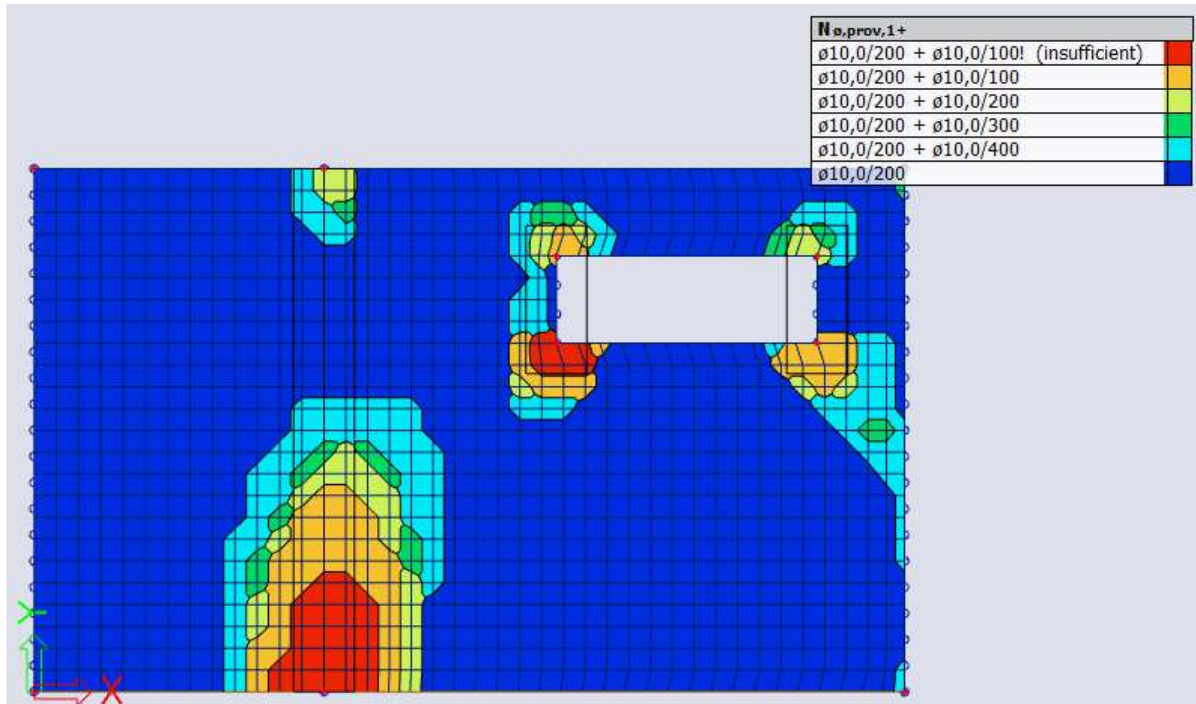 Nø,prov,1+
ø10,0/200 + ø10,0/100! (insufficient)
ø10,0/200 + ø10,0/100
ø10,0/200 + ø10,0/200
ø10,0/200 + ø10,0/300
ø10,0/200 + ø10,0/400
ø10,0/200
Y
X